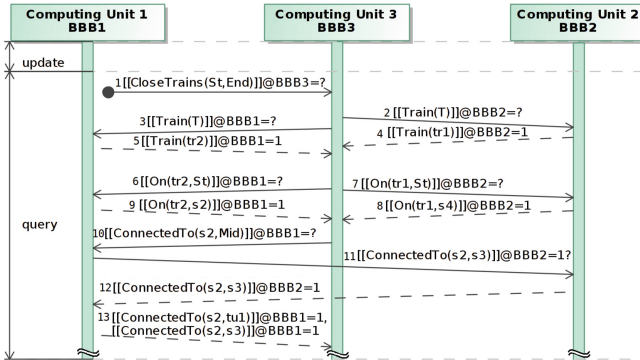 Computing Unit 1
BBB1
Computing Unit 3
BBB3
Computing Unit 2
BBB2
update
1[[CloseTrains(St,End)]]@BBB3=?
2[[Train(T)]]@BBB2=?
3[[Train(T)]]@BBB1=?
4 [[Train(tr1)]]@BBB2=1
5[[Train(tr2)]]@BBB1=1
6[[On(tr2,St)]]@BBB1=?
7[[On(tr1,St)]]@BBB2=?
8[[On(tr1,s4)]]@BBB2=1
9 [[On(tr2,s2)]]@BBB1=1
query
10[[ConnectedTo(s2,Mid)]]@BBB1=?
11[[ConnectedTo(s2,s3)]]@BBB2=1?
12[[ConnectedTo(s2,s3)]]@BBB2=1
13[[ConnectedTo(s2,tu1)]]@BBB1=1,
[[ConnectedTo(s2,s3)]]@BBB1=1